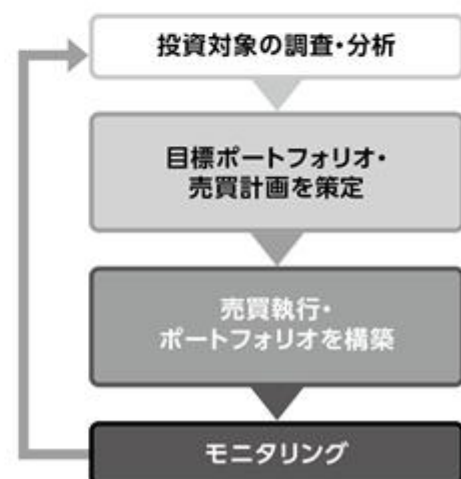 投資対象の調査・分析
目標ポートフォリオ・
売買計画を策定
売買執行・
ポートフォリオを構築
モニタリング